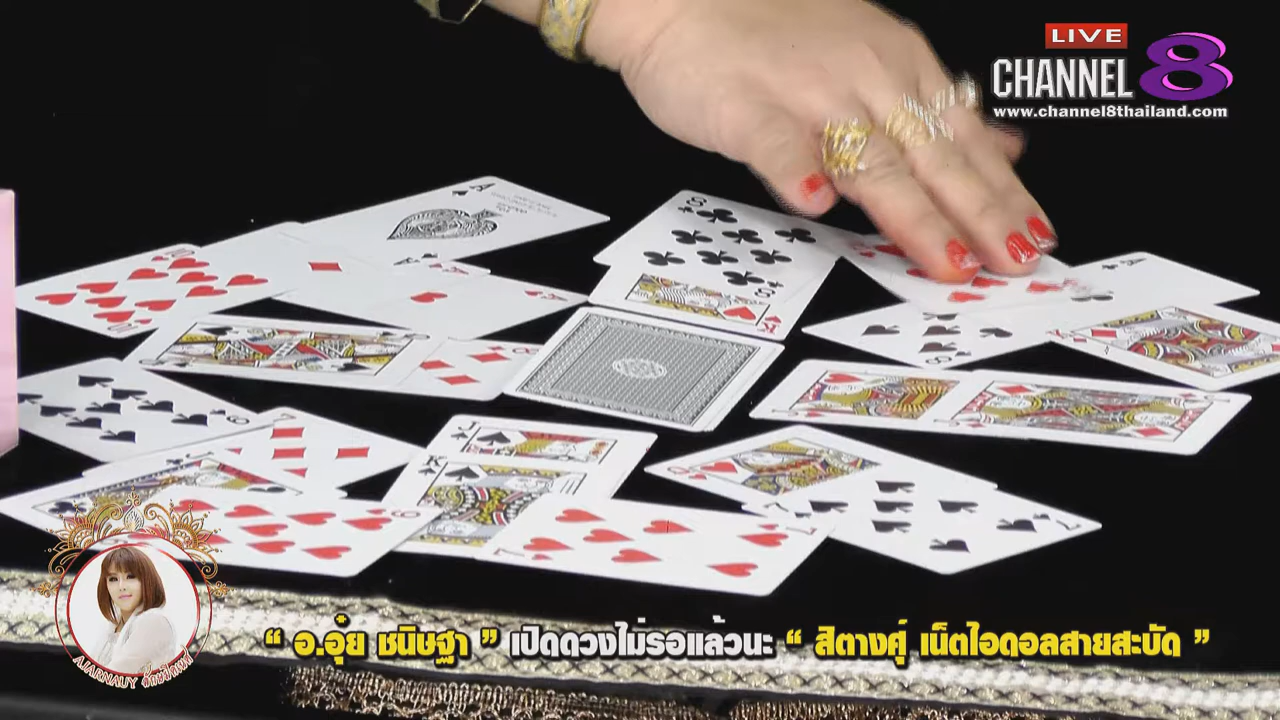 LIVE
CHANNEL 8
www.channel8thailand.com
“ อ.อุ๋ย ชนิษฐา ” เปิดดวงไม่รอแล้วนะ “ สิตางศุ์ เน็ตไอดอลสายสะบัด ”
AJARNAUY